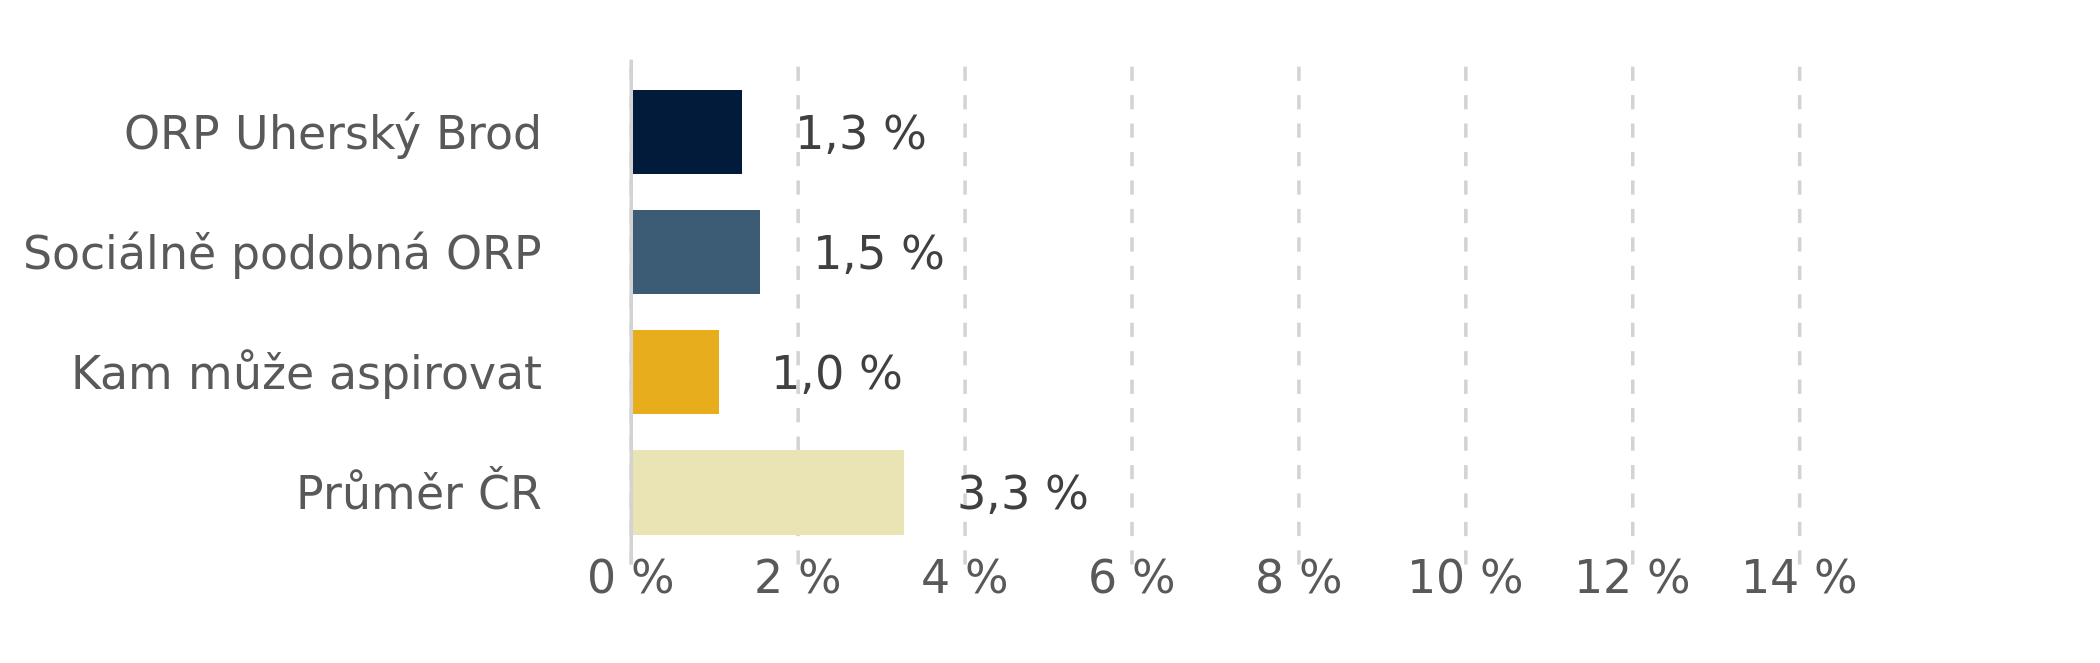 ORP Uherský Brod 1,3 %
Sociálně podobná ORP 1,5 %
Kam může aspirovat 1,0 %
Průměr ČR 3,3 %
0 % 2 % 4 % 6 % 8 % 10 % 12 % 14 %